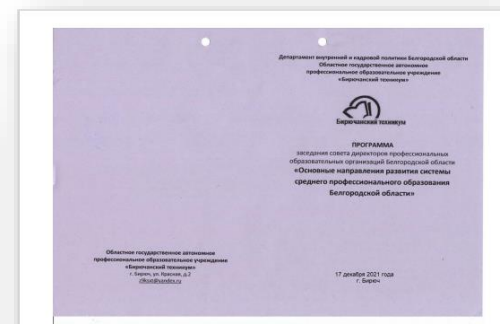 Департамент внутренней и кадровой политики Белгородской области
Областное государственное автономное
профессиональное образовательное учреждение
«Бирючанский техникум»
Бирючанский техникум
ПРОГРАММА
заседания совета директоров профессиональных
образовательных организаций Белгородской области
«Основные направления развития системы
среднего профессионального образования
Белгородской области»
17 декабря 2021 года
г. Бирюч
Областное государственное автономное
профессиональное образовательное учреждение
«Бирючанский техникум»
г. Бирюч, ул. Красная, д.2